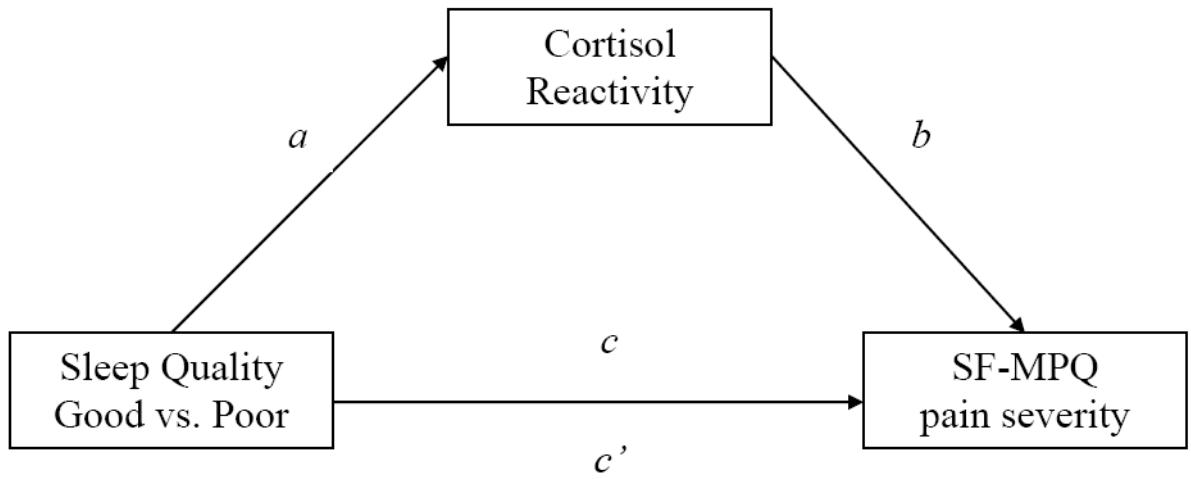 Cortisol
Reactivity
a
b
Sleep Quality
Good vs. Poor
c
c’
SF-MPQ
pain severity